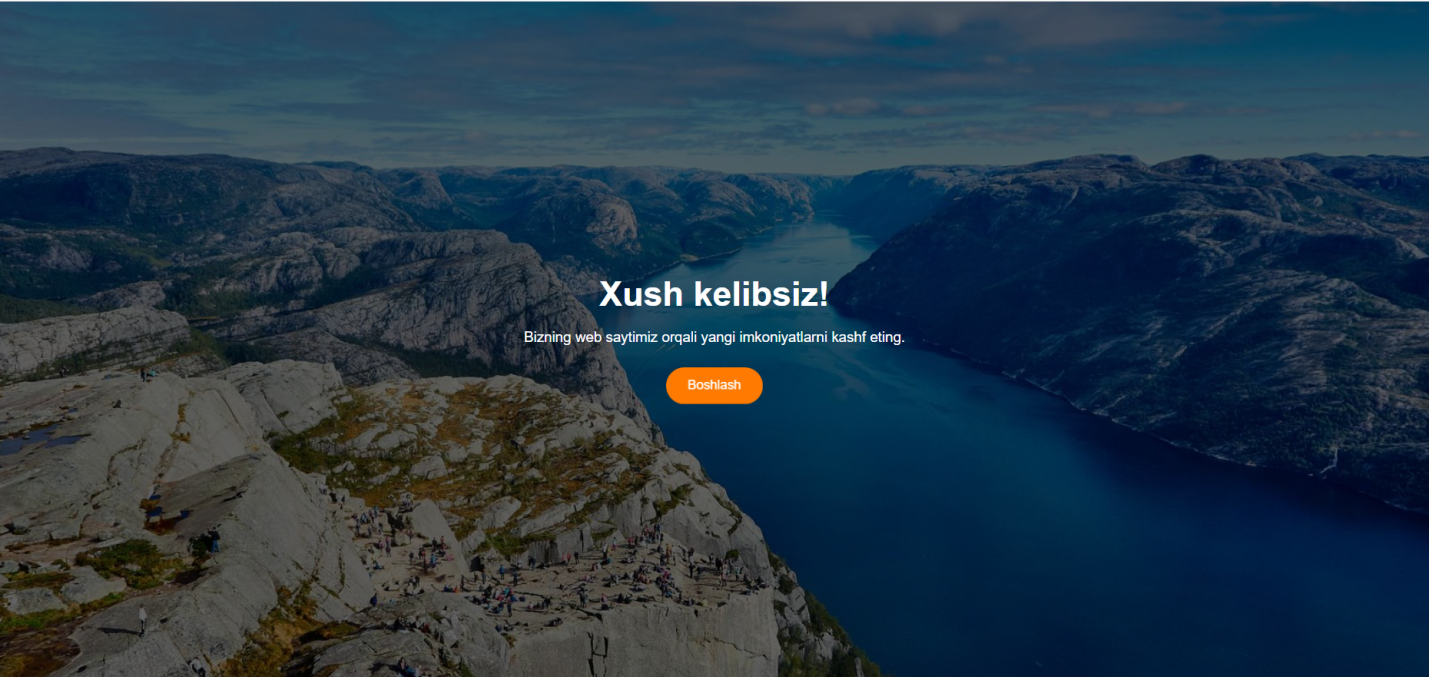 Xush kelibsiz!
Bizning web saytimiz orqali yangi imkoniyatlarni kashf eting.
Boshlash